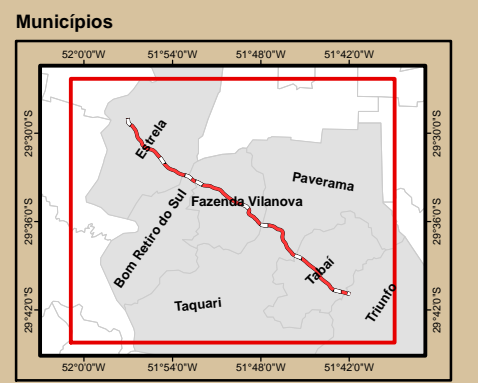 Municípios
52°0'0"W 51°54'0"W 51°48'0"W 51°42'0"W
29°30'0"S 29°30'0"S
Estrela
Paverama
Fazenda Vilanova
Bom Retiro do Sul
29°36'0"S 29°36'0"S
Tabaí
Taquari
Triunfo
29°42'0"S 29°42'0"S
52°0'0"W 51°54'0"W 51°48'0"W 51°42'0"W